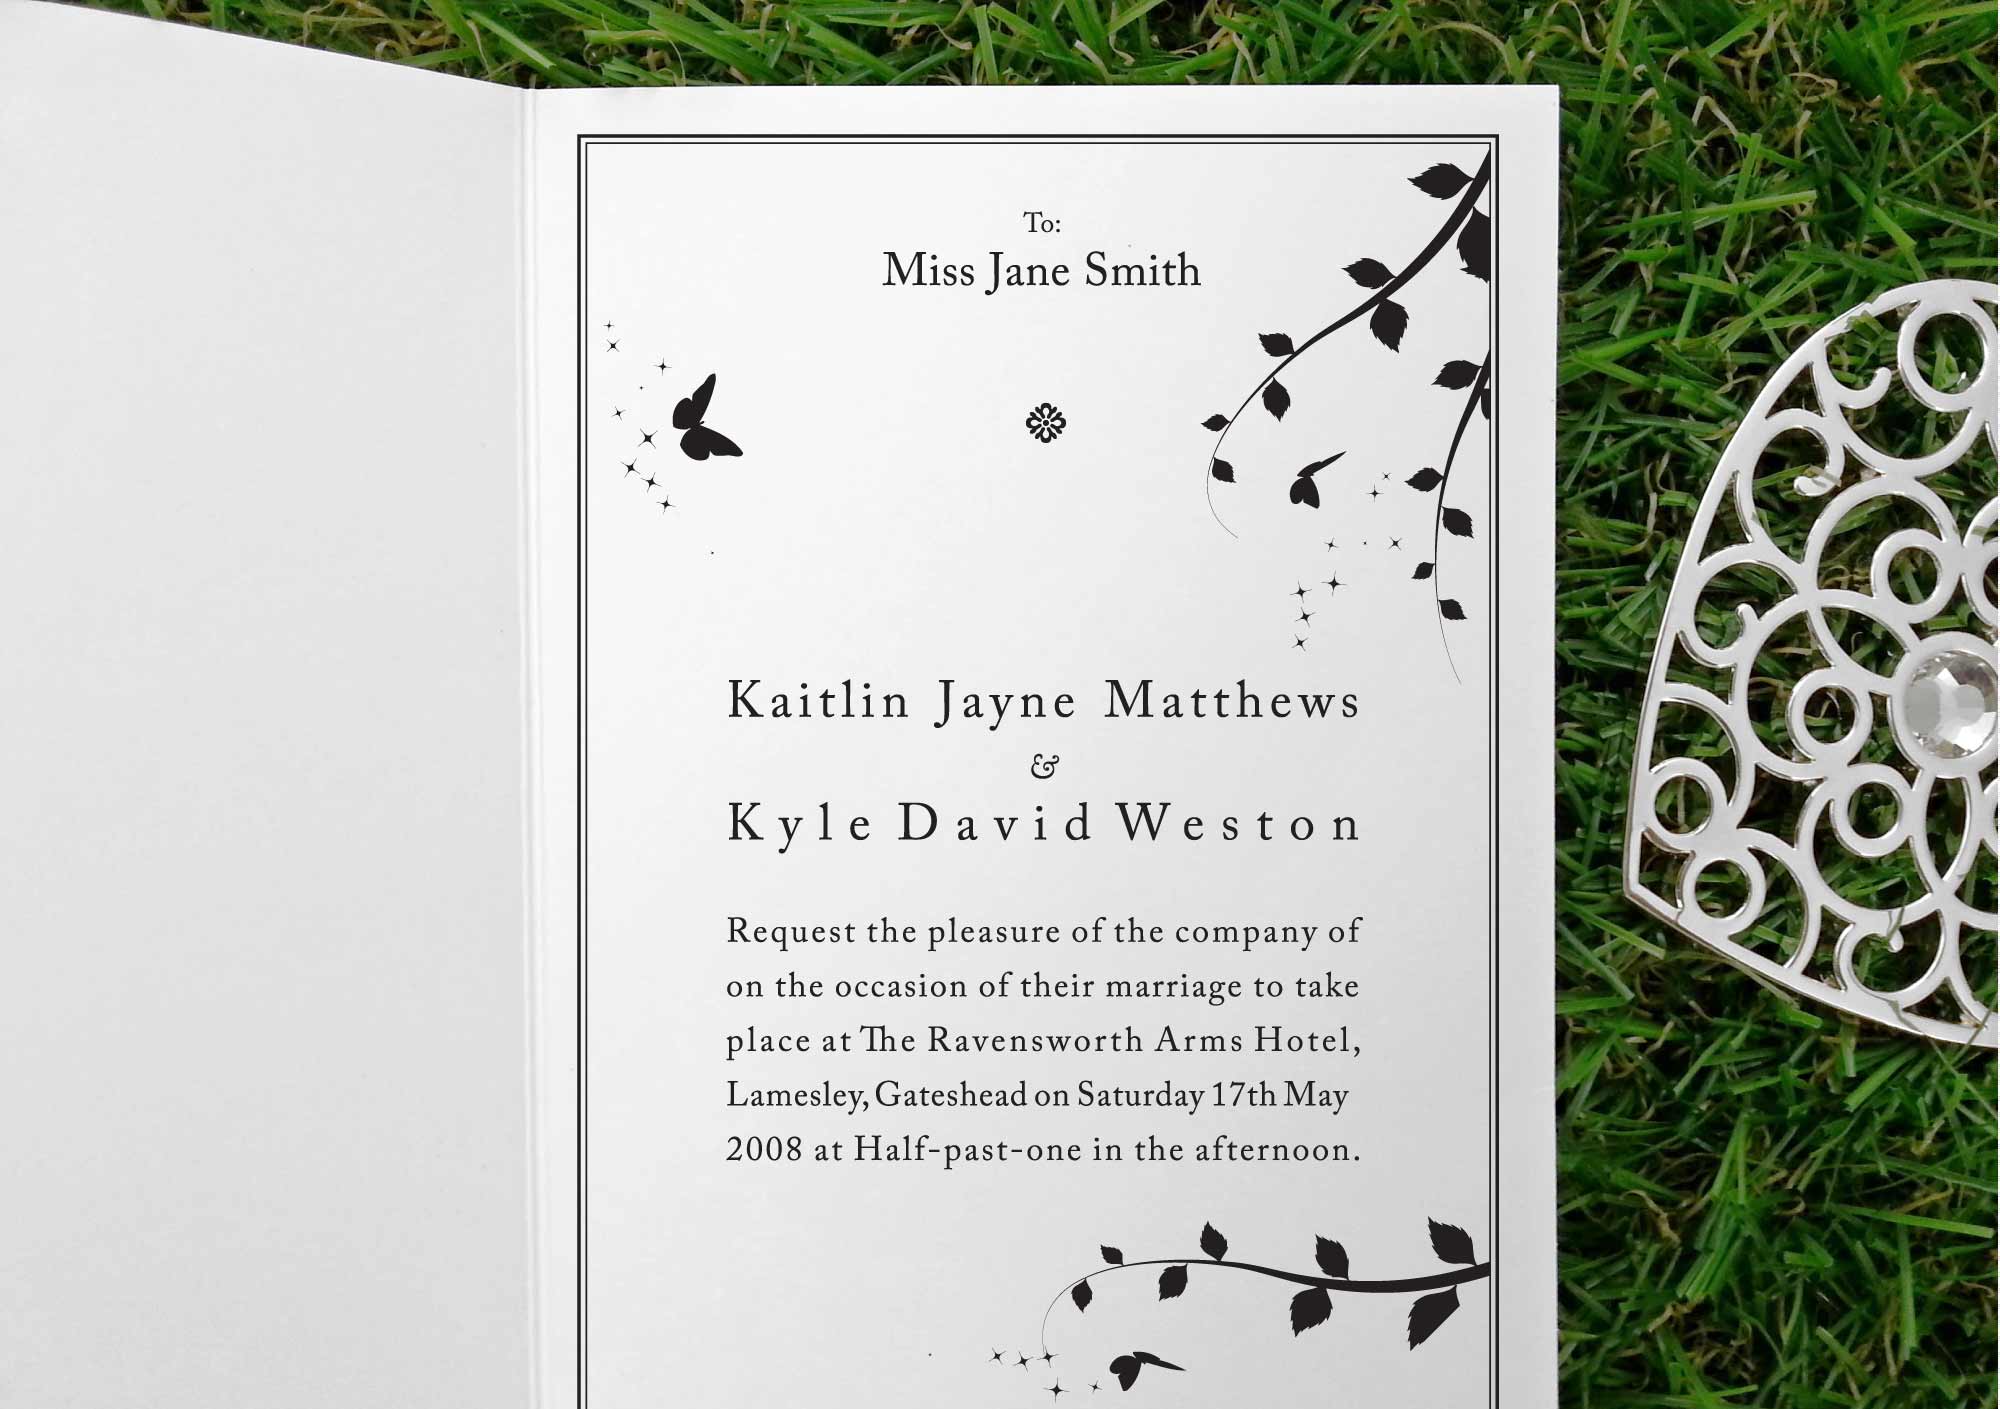 To:
Miss Jane Smith
Kaitlin Jayne Matthews
&
Kyle David Weston
Request the pleasure of the company of
on the occasion of their marriage to take
place at The Ravensworth Arms Hotel,
Lamesley, Gateshead on Saturday 17th May
2008 at Half-past-one in the afternoon.